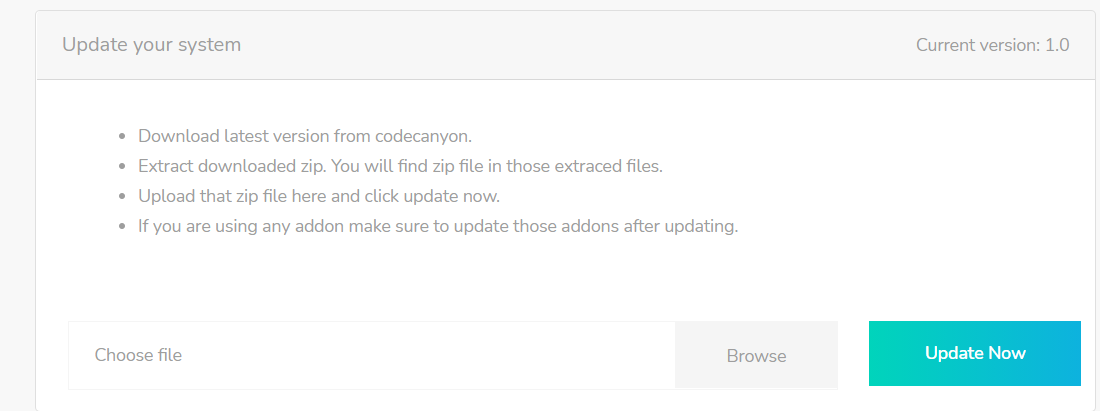 Update your system
Current version: 1.0
Download latest version from codecanyon.
Extract downloaded zip. You will find zip file in those extraced files.
Upload that zip file here and click update now.
If you are using any addon make sure to update those addons after updating.
Choose file
Browse
Update Now